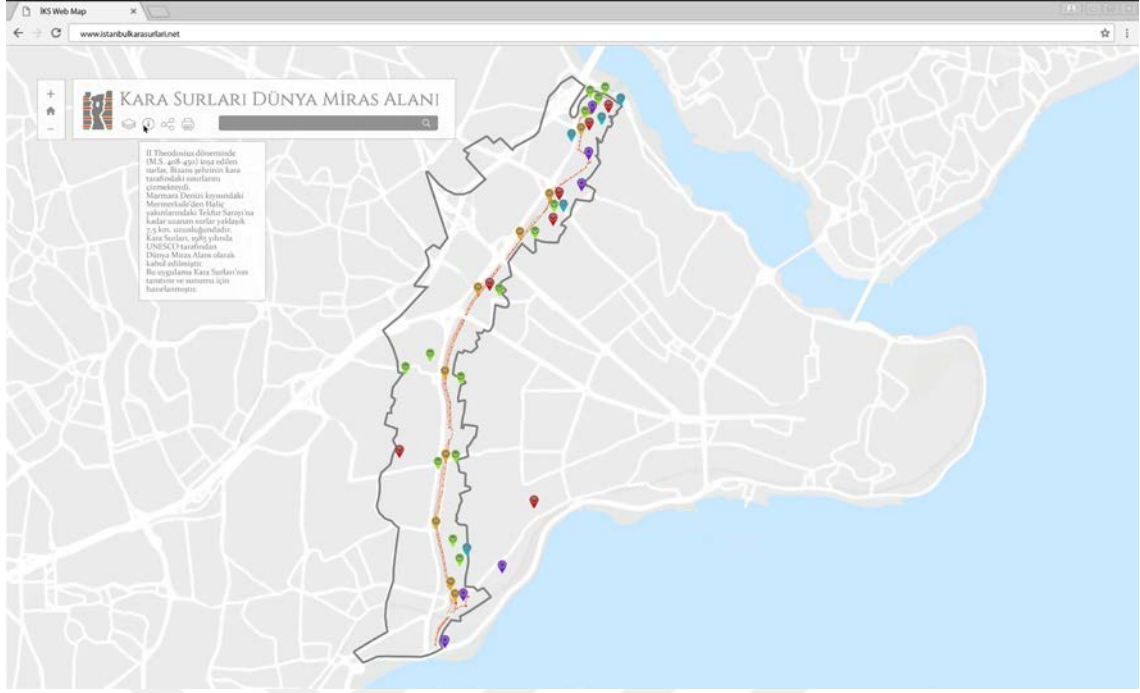 İKS Web Map
www.istanbulkarasurlari.net
KARA SURLARI DÜNYA MİRAS ALANI
II Theodosius döneminde
(M.S. 408-450) inşa edilen
surlar, Bizans şehrinin kara
tarafındaki sınırlarını
çizmekteydi.
Marmara Denizi kıyısındaki
Mermerkule'den Haliç
yakınlarındaki Tekfur Sarayı'na
kadar uzanan surlar yaklaşık
7,5 km. uzunluğundadır.
Kara Surları, 1985 yılında
UNESCO tarafından
Dünya Miras Alanı olarak
kabul edilmiştir.
Bu uygulama Kara Surları'nın
tanıtımı ve sunumu için
hazırlanmıştır.